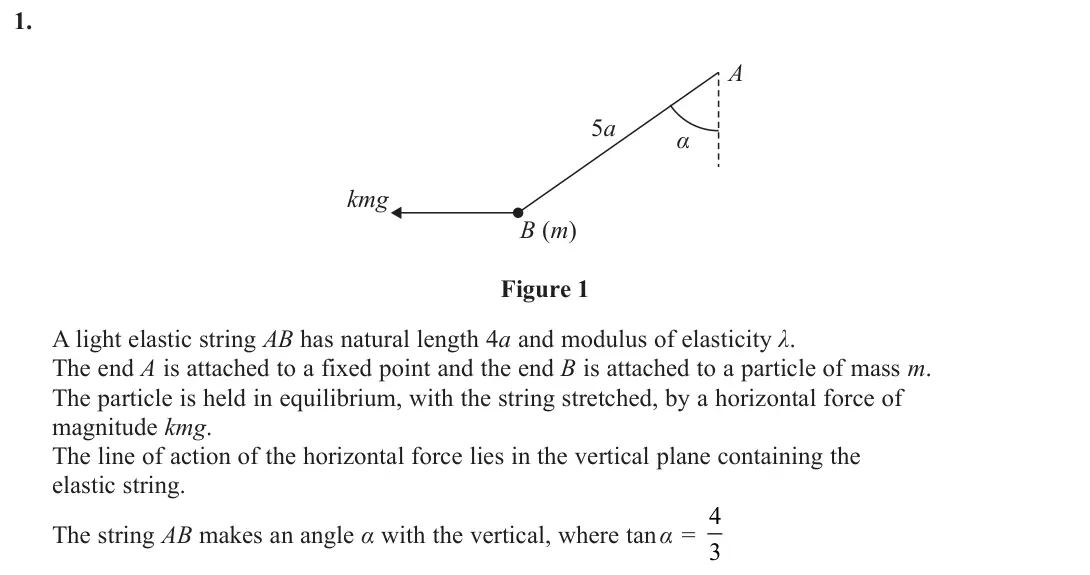 1.
A
5a
α
kmg
B (m)
Figure 1
A light elastic string AB has natural length 4a and modulus of elasticity λ.
The end A is attached to a fixed point and the end B is attached to a particle of mass m.
The particle is held in equilibrium, with the string stretched, by a horizontal force of
magnitude kmg.
The line of action of the horizontal force lies in the vertical plane containing the
elastic string.
The string AB makes an angle α with the vertical, where tan α = 4/3